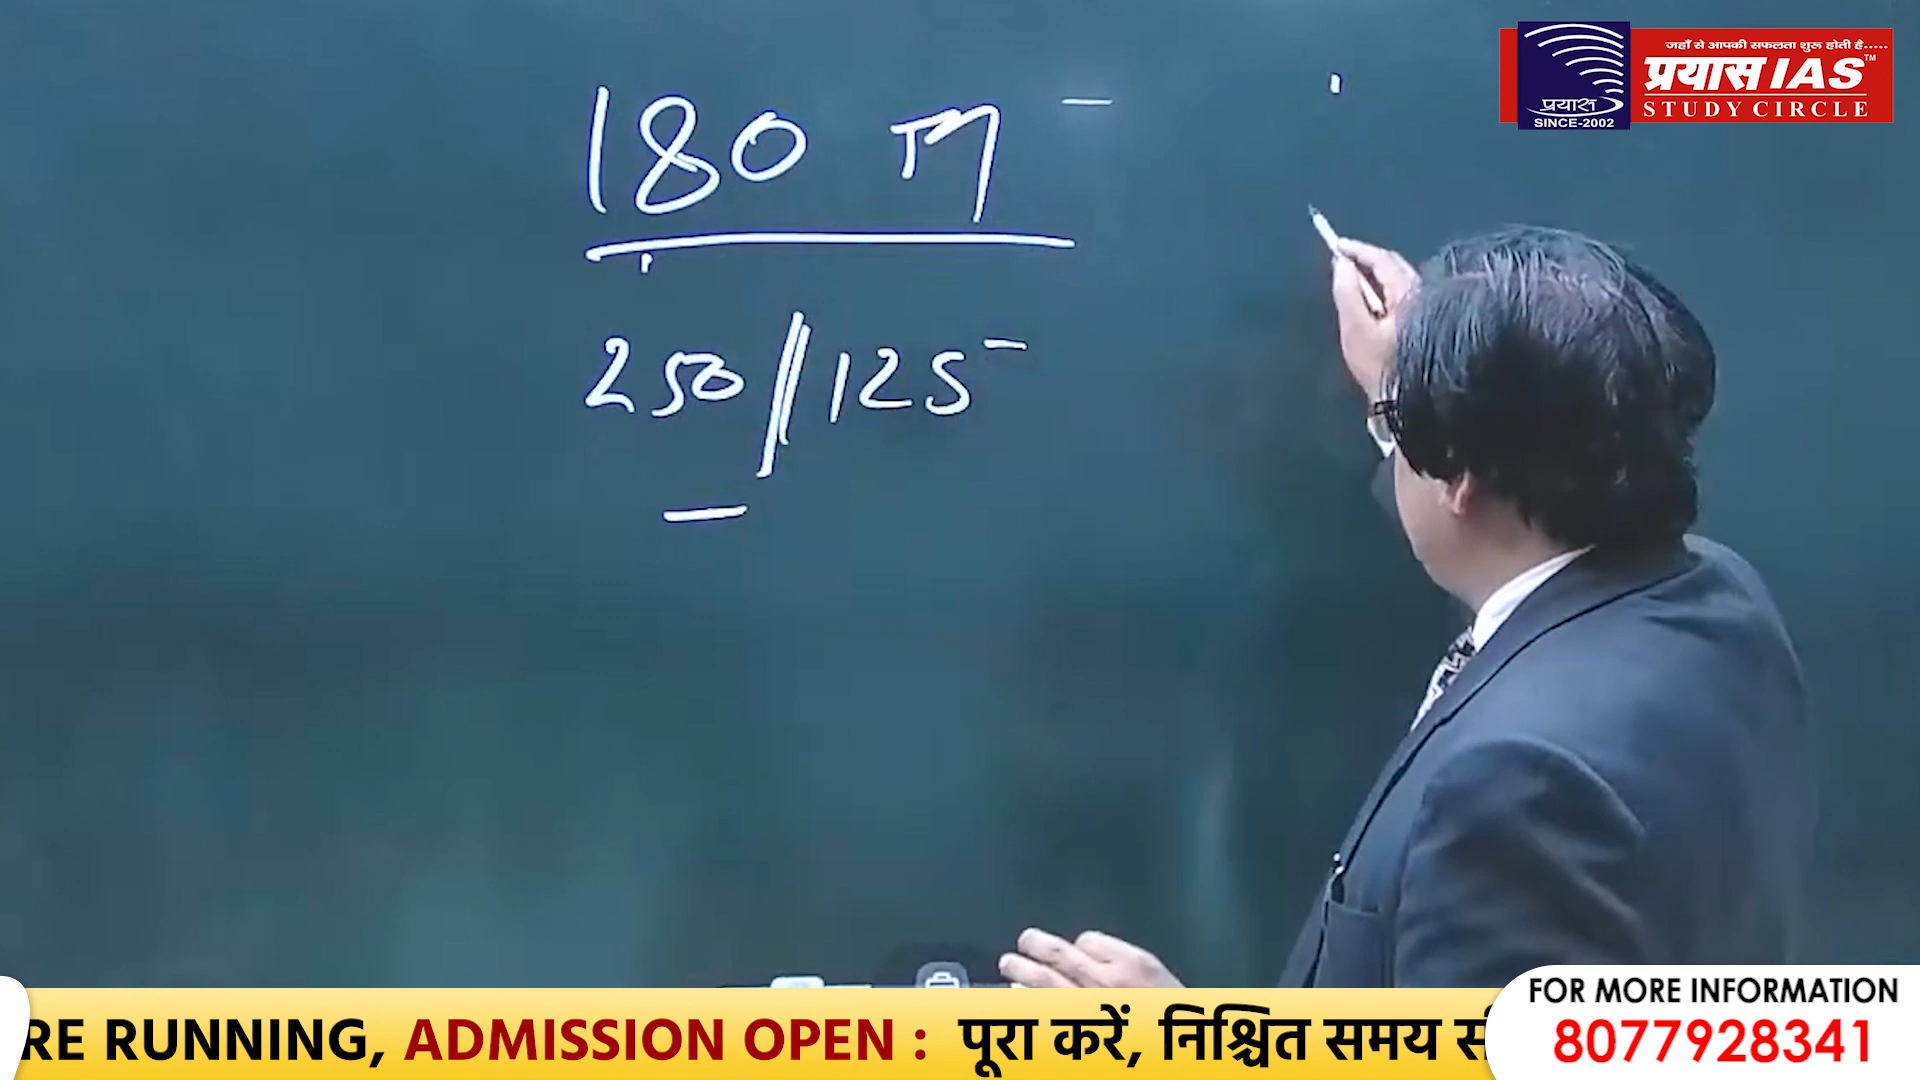 180 m
250 // 125
जहाँ से आपकी सफलता शुरू होती है.....
प्रयास IAS TM
STUDY CIRCLE
प्रयास
SINCE-2002
RE RUNNING, ADMISSION OPEN : पूरा करें, निश्चित समय
FOR MORE INFORMATION
8077928341